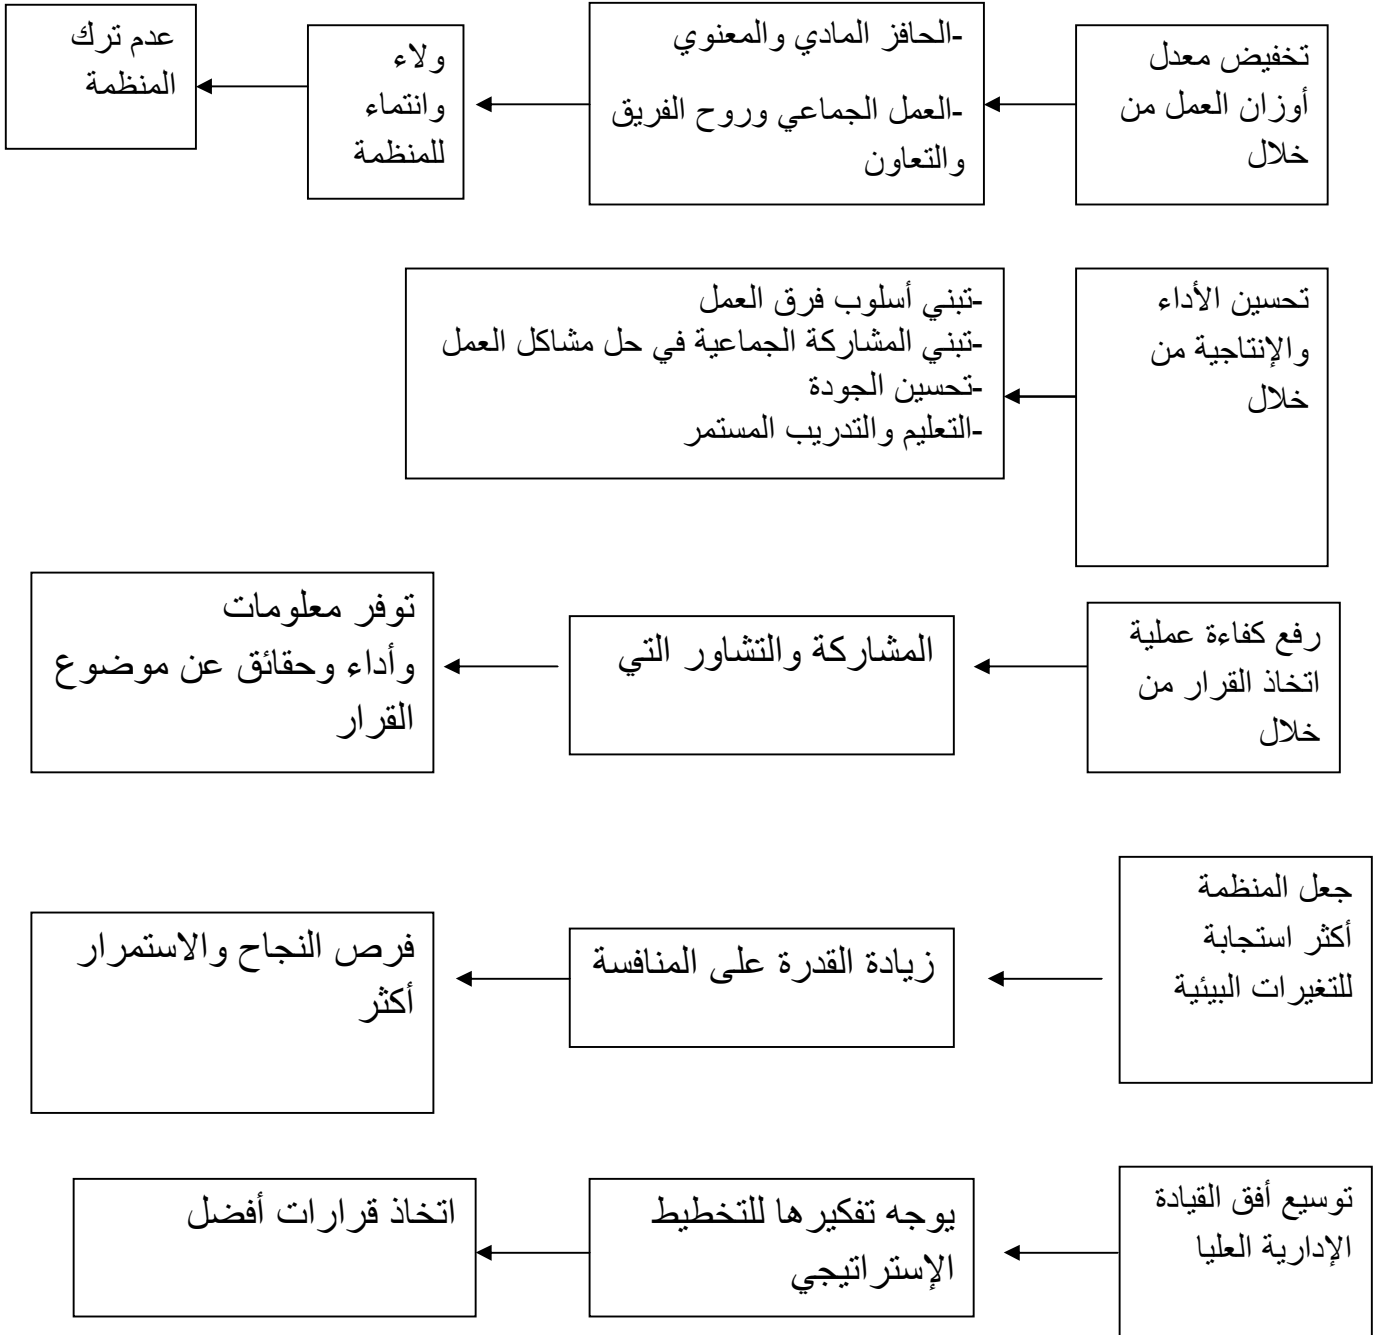 تخفيض معدل
أوزان العمل من
خلال
-الحافز المادي والمعنوي
-العمل الجماعي وروح الفريق
والتعاون
ولاء
وانتماء
للمنظمة
عدم ترك
المنظمة
تحسين الأداء
والإنتاجية من
خلال
-تبني أسلوب فرق العمل
-تبني المشاركة الجماعية في حل مشاكل العمل
-تحسين الجودة
-التعليم والتدريب المستمر
رفع كفاءة عملية
اتخاذ القرار من
خلال
المشاركة والتشاور التي
توفر معلومات
وأداء وحقائق عن موضوع
القرار
جعل المنظمة
أكثر استجابة
للتغيرات البيئية
زيادة القدرة على المنافسة
فرص النجاح والاستمرار
أكثر
توسيع أفق القيادة
الإدارية العليا
يوجه تفكيرها للتخطيط
الإستراتيجي
اتخاذ قرارات أفضل